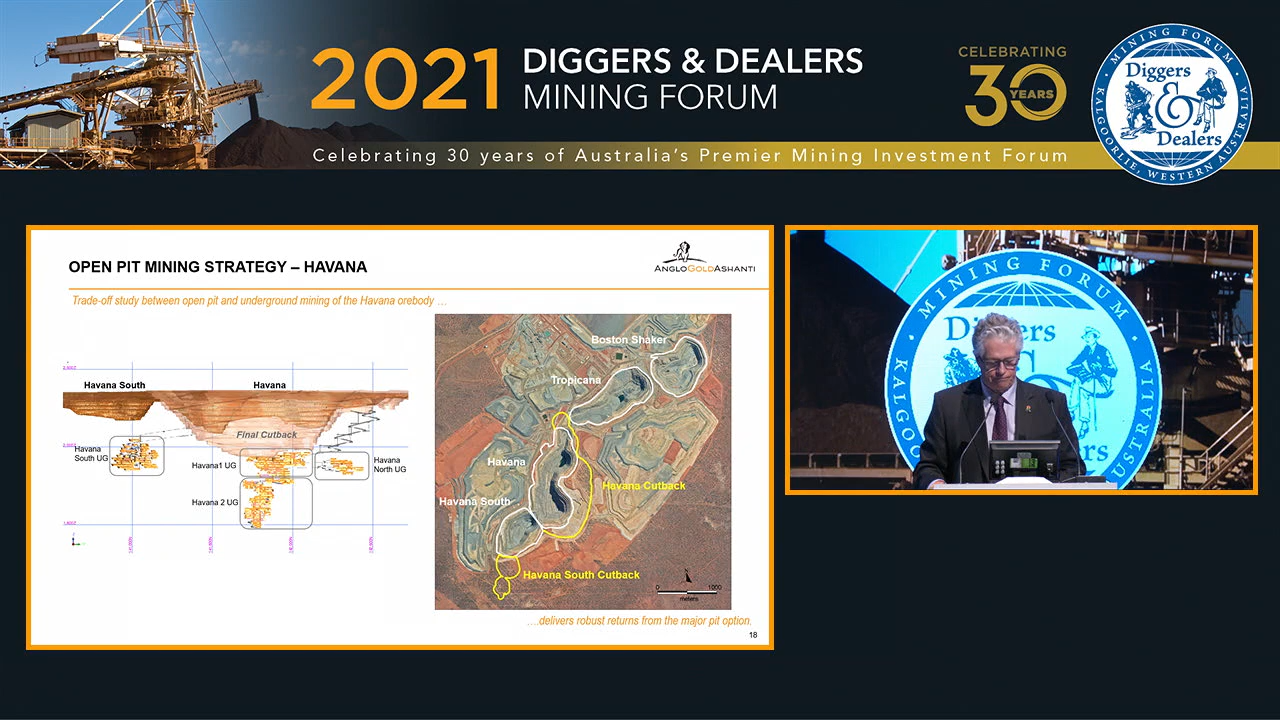 2021
DIGGERS & DEALERS
MINING FORUM
CELEBRATING
30
YEARS
Celebrating 30 years of Australia's Premier Mining Investment Forum
MINING FORUM
Diggers
&
Dealers
KALGOORLIE, WESTERN AUSTRALIA
OPEN PIT MINING STRATEGY – HAVANA
ANGLOGOLDASHANTI
Trade-off study between open pit and underground mining of the Havana orebody …
Havana South
Havana
Final Cutback
Havana
South UG
Havana1 UG
Havana
North UG
Havana 2 UG
Boston Shaker
Tropicana
Havana
Havana Cutback
Havana South
Havana South Cutback
0
1000
meters
….delivers robust returns from the major pit option.
18
MINING FORUM